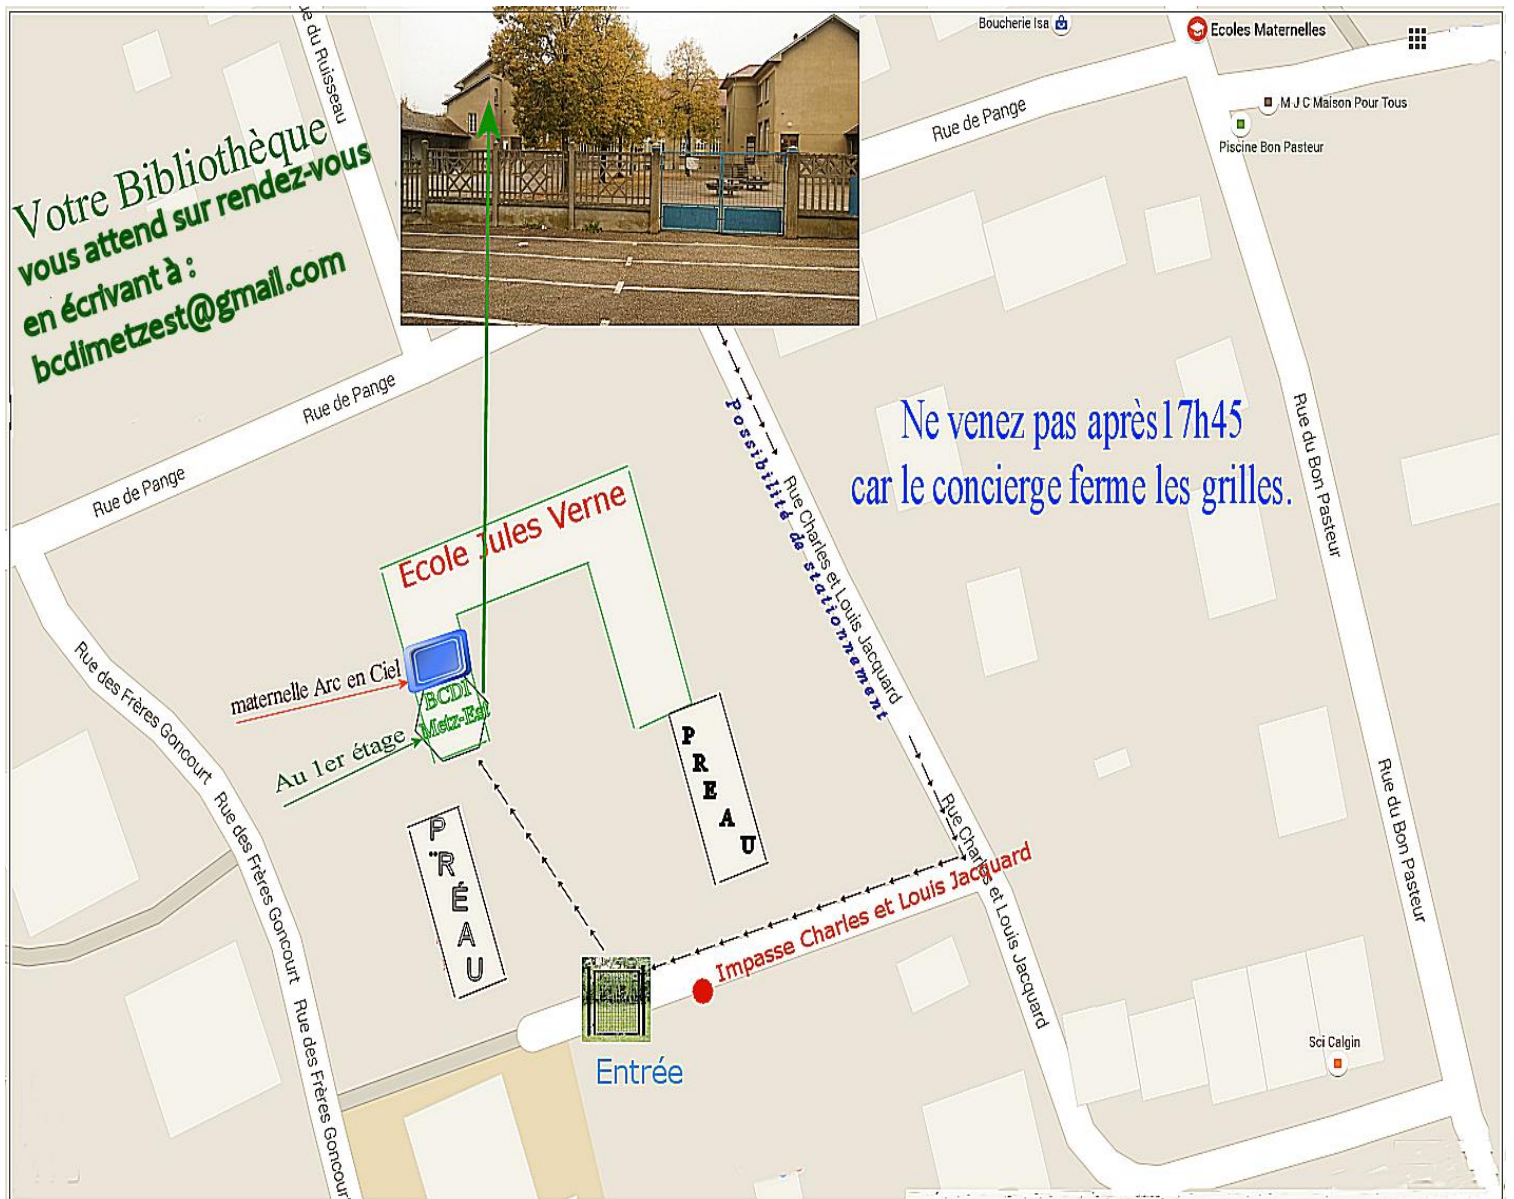 Rue du Ruisseau
Boucherie Isa
Ecoles Maternelles
M J C Maison Pour Tous
Piscine Bon Pasteur
Rue de Pange
Votre Bibliothèque
vous attend sur rendez-vous
en écrivant à :
bcdimetzest@gmail.com
Rue de Pange
Rue de Pange
Ne venez pas après17h45
car le concierge ferme les grilles.
Possibilité de stationnement
Rue Charles et Louis Jacquard
Rue du Bon Pasteur
Ecole Jules Verne
maternelle Arc en Ciel
BCDI
Metz-Est
Au 1er étage
PREAU
PRÉAU
Rue des Frères Goncourt
Rue des Frères Goncourt
Rue des Frères Goncourt
Rue Charles et Louis Jacquard
Rue du Bon Pasteur
Impasse Charles et Louis Jacquard
Entrée
Sci Calgin